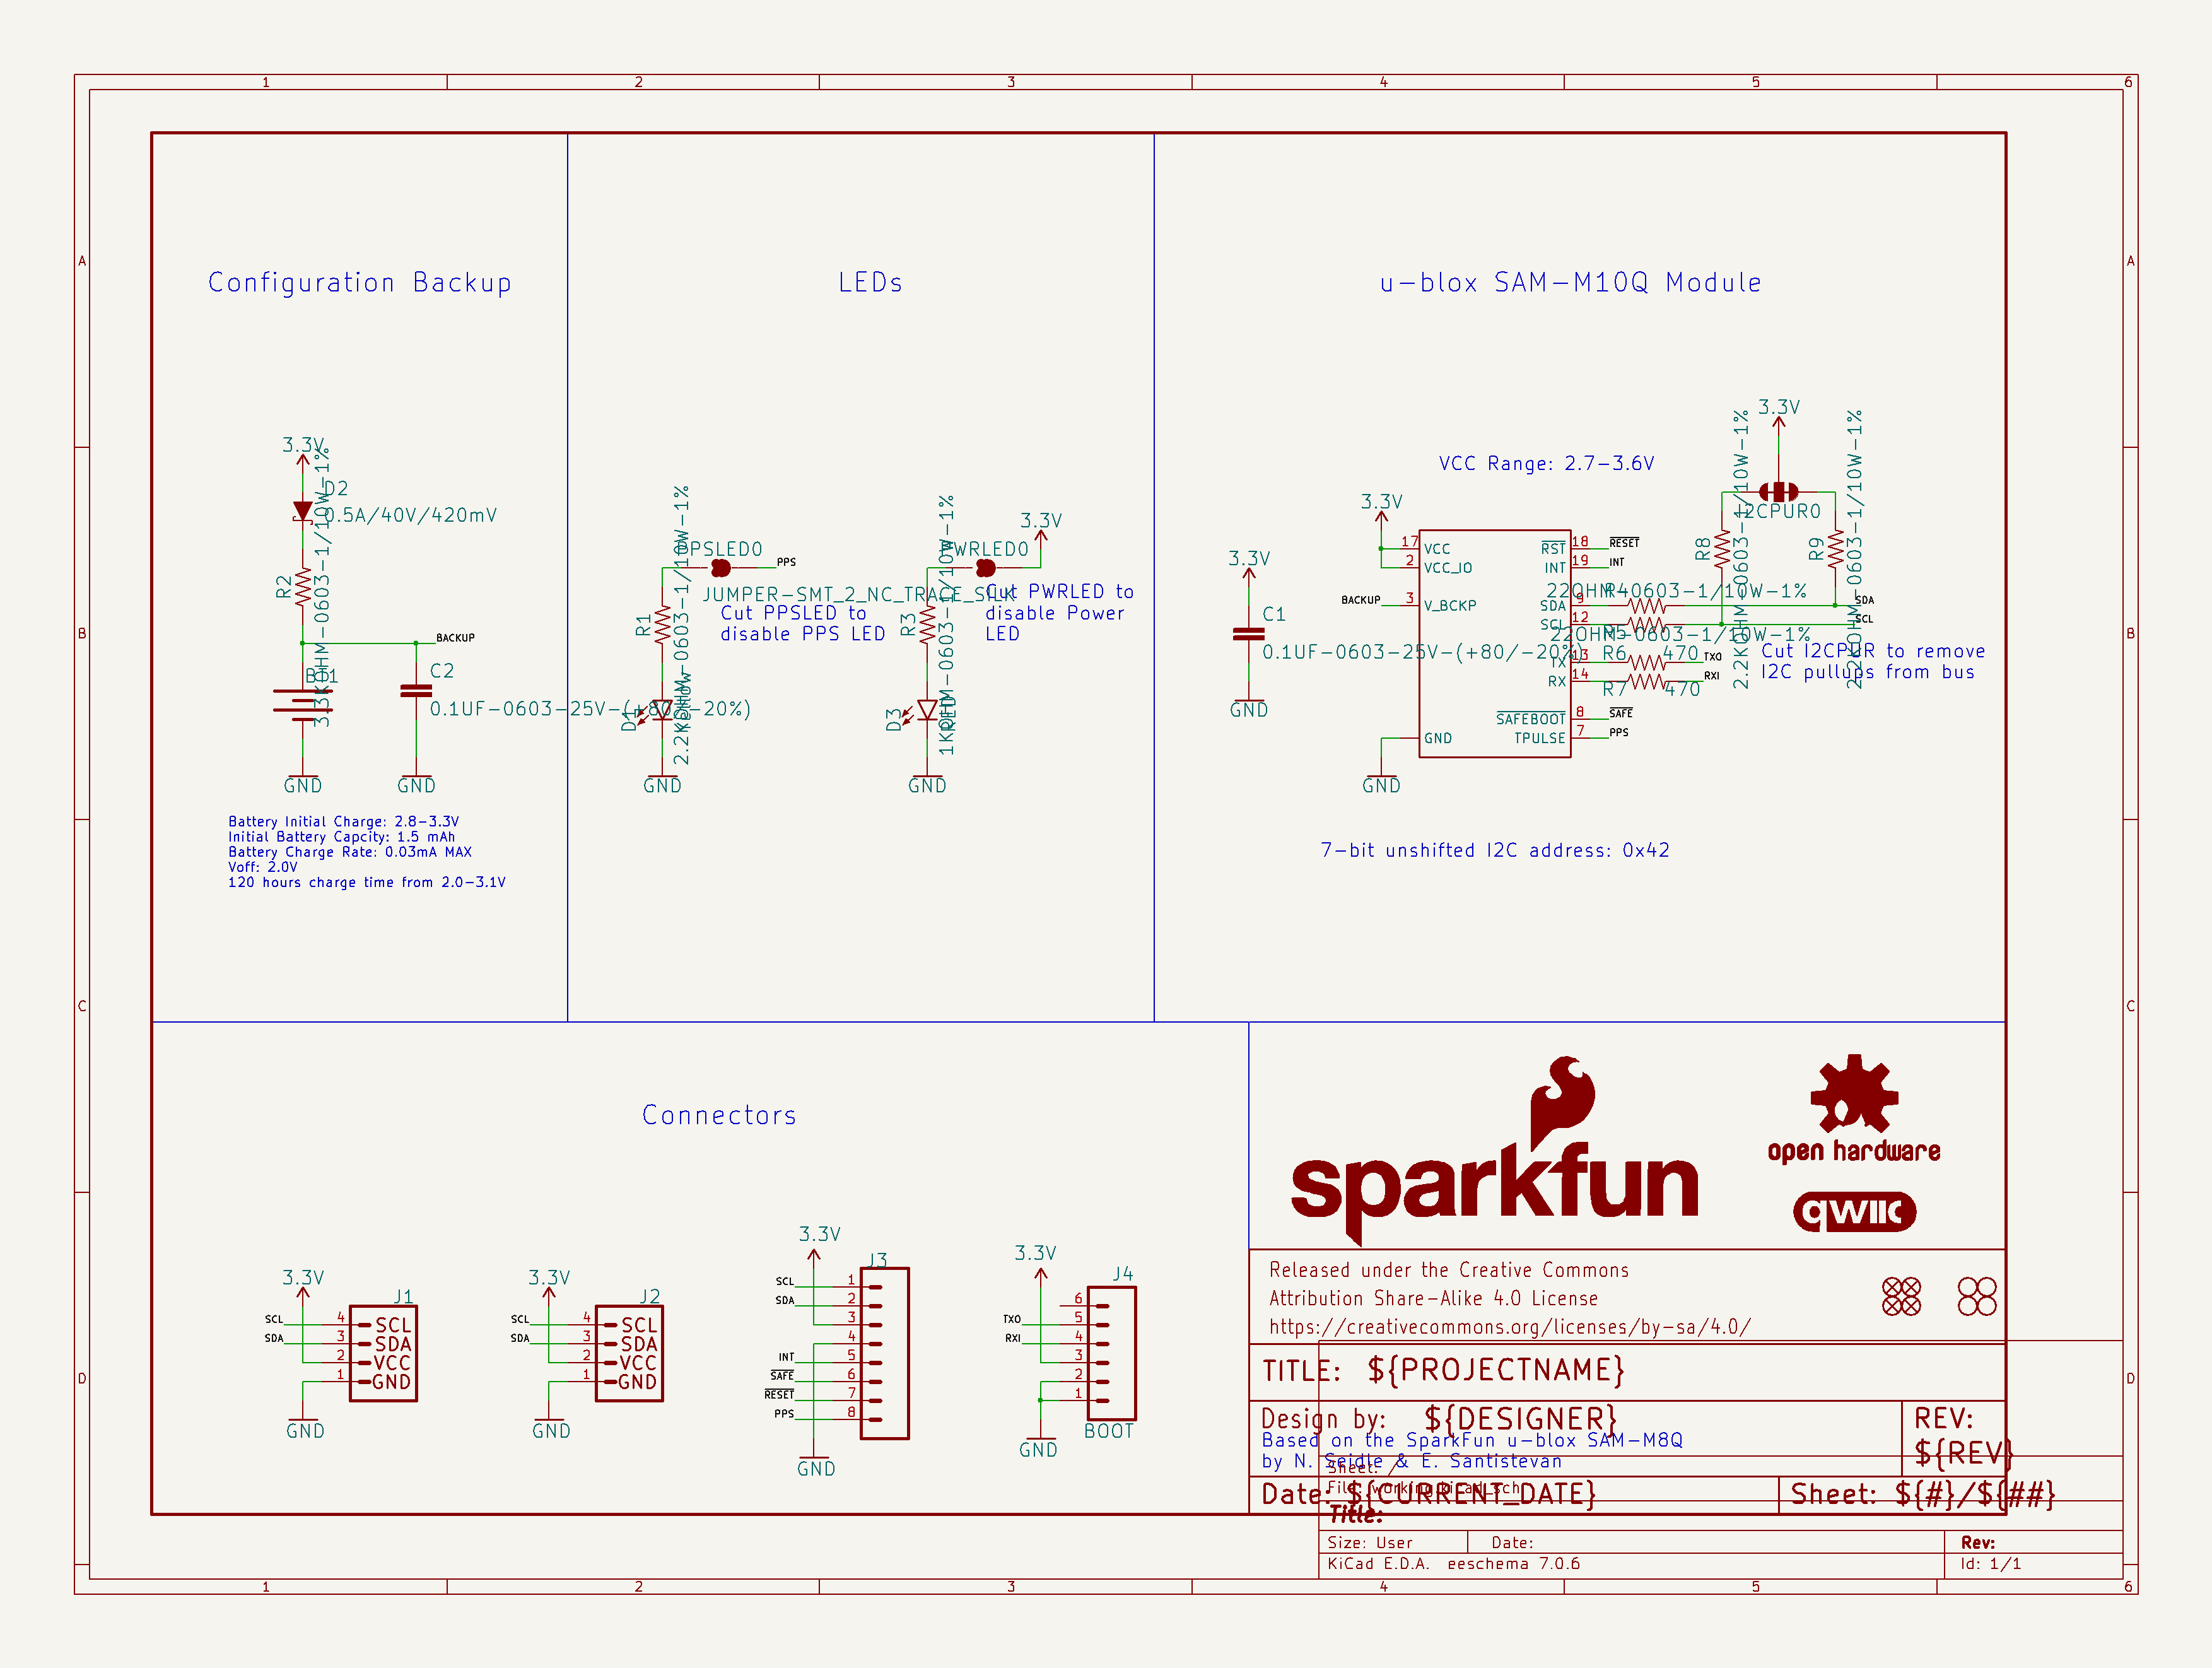 1 2 3 4 5 6
A
B
C
D
A
B
C
D
1 2 3 4 5 6
Configuration Backup
3.3V
D2
0.5A/40V/420mV
R2
3.3KOHM-0603-1/10W-1%
BACKUP
BT1
C2
0.1UF-0603-25V-(+80/-20%)
GND
GND
Battery Initial Charge: 2.8-3.3V
Initial Battery Capcity: 1.5 mAh
Battery Charge Rate: 0.03mA MAX
Voff: 2.0V
120 hours charge time from 2.0-3.1V
LEDs
PPSLED0
PPS
JUMPER-SMT_2_NC_TRACE_SILK
Cut PPSLED to
disable PPS LED
R1
2.2KOHM-0603-1/10W-1%
D1
Yellow
GND
3.3V
PWRLED0
Cut PWRLED to
disable Power
LED
R3
1KOHM-0603-1/10W-1%
D3
RED
GND
u-blox SAM-M10Q Module
VCC Range: 2.7-3.6V
3.3V
3.3V
C1
0.1UF-0603-25V-(+80/-20%)
GND
17 VCC
2 VCC_IO
BACKUP 3 V_BCKP
GND
GND
RST 18 RESET
INT 19 INT
SDA 9
SCL 12
TX 13
RX 14
SAFEBOOT 8 SAFE
TPULSE 7 PPS
R4
22OHM-0603-1/10W-1%
R5
22OHM-0603-1/10W-1%
R6 470 TXO
R7 470 RXI
3.3V
I2CPUR0
R8
2.2KOHM-0603-1/10W-1%
R9
2.2KOHM-0603-1/10W-1%
SDA
SCL
Cut I2CPUR to remove
I2C pullups from bus
7-bit unshifted I2C address: 0x42
Connectors
3.3V
J1
SCL 4 SCL
SDA 3 SDA
2 VCC
1 GND
GND
3.3V
J2
SCL 4 SCL
SDA 3 SDA
2 VCC
1 GND
GND
3.3V
J3
SCL 1
SDA 2
3
4
INT 5
SAFE 6
RESET 7
PPS 8
GND
3.3V
J4
6
TXO 5
RXI 4
3
2
1
GND
BOOT
sparkfun
open hardware
qwiic
Released under the Creative Commons
Attribution Share-Alike 4.0 License
https://creativecommons.org/licenses/by-sa/4.0/
TITLE: ${PROJECTNAME}
Design by: ${DESIGNER}
REV:
${REV}
Based on the SparkFun u-blox SAM-M8Q
by N. Seidle & E. Santistevan
Sheet: /
File: working.kicad_sch
Date: ${CURRENT_DATE}
Sheet: ${#}/${##}
Title:
Size: User Date: Rev:
KiCad E.D.A. eeschema 7.0.6 Id: 1/1